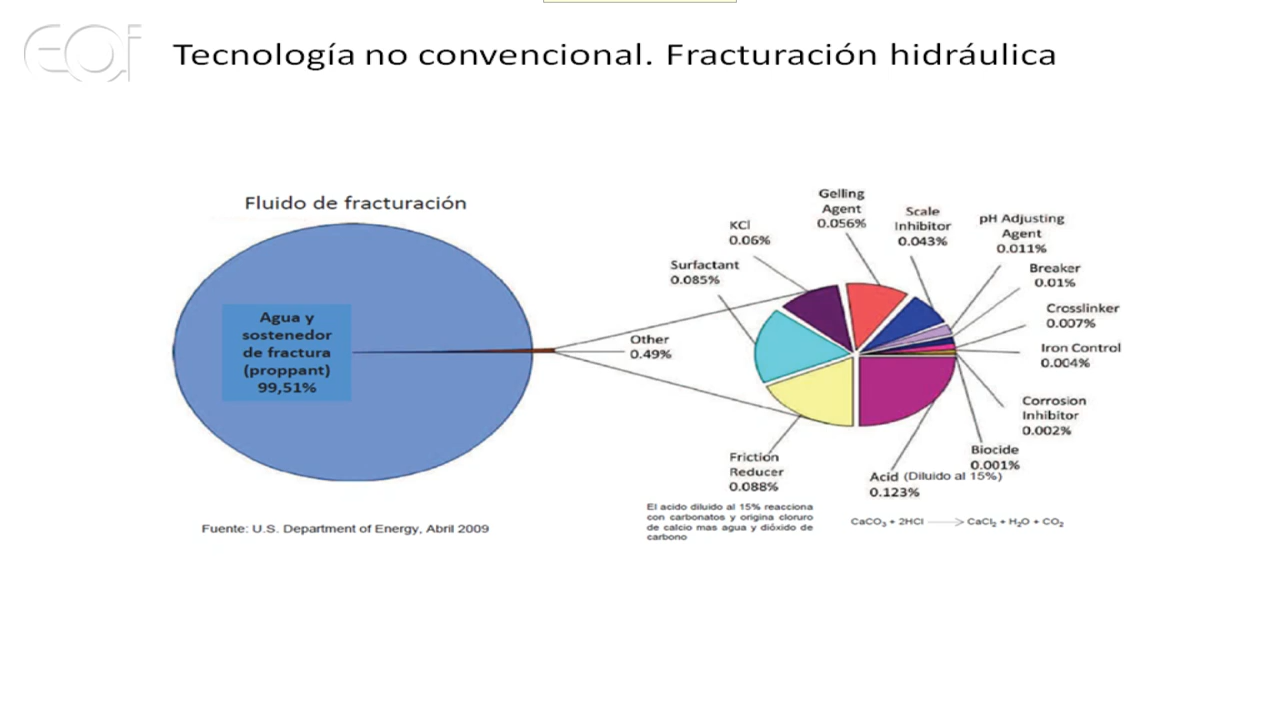 EOI
Tecnología no convencional. Fracturación hidráulica
Fluido de fracturación
Agua y
sostenedor
de fractura
(proppant)
99,51%
Other
0.49%
Surfactant
0.085%
KCl
0.06%
Gelling
Agent
0.056%
Scale
Inhibitor
0.043%
pH Adjusting
Agent
0.011%
Breaker
0.01%
Crosslinker
0.007%
Iron Control
0.004%
Corrosion
Inhibitor
0.002%
Biocide
0.001%
Acid (Diluido al 15%)
0.123%
Friction
Reducer
0.088%
El acido diluido al 15% reacciona
con carbonatos y origina cloruro
de calcio mas agua y dióxido de
carbono
CaCO₃ + 2HCl → CaCl₂ + H₂O + CO₂
Fuente: U.S. Department of Energy, Abril 2009